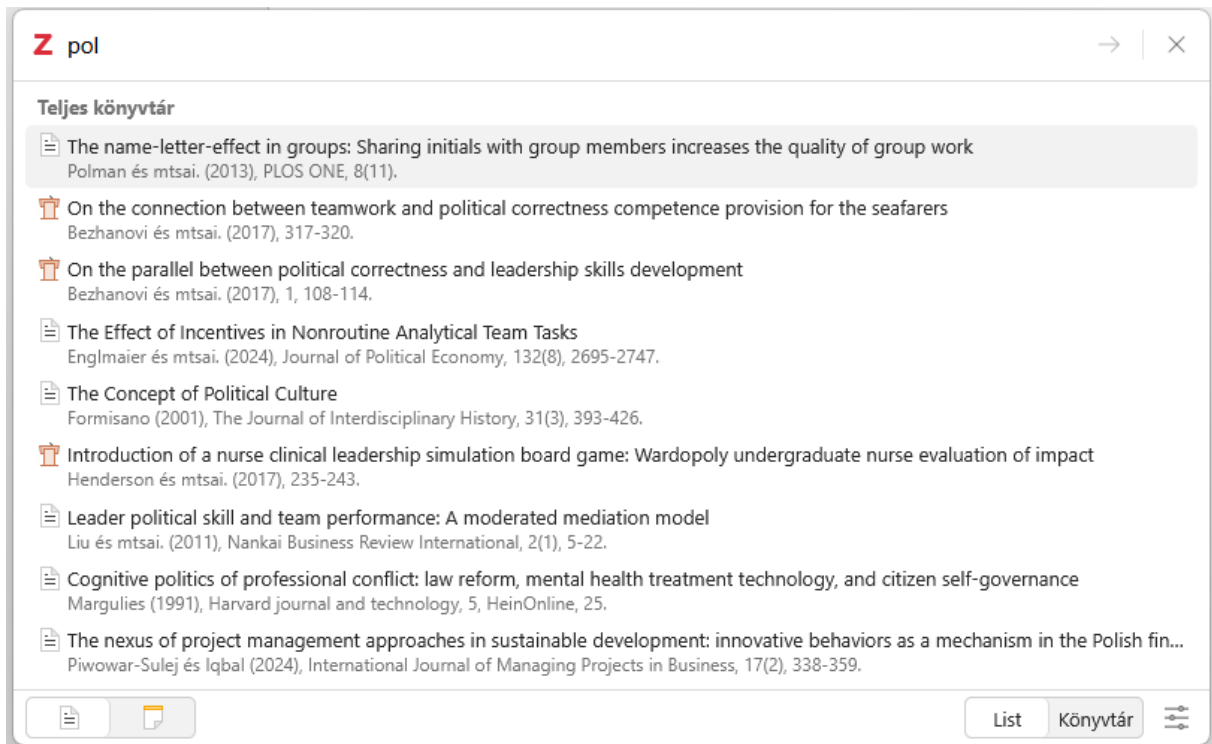 Z pol
Teljes könyvtár
The name-letter-effect in groups: Sharing initials with group members increases the quality of group work
Polman és mtsai. (2013), PLOS ONE, 8(11).
On the connection between teamwork and political correctness competence provision for the seafarers
Bezhanovi és mtsai. (2017), 317-320.
On the parallel between political correctness and leadership skills development
Bezhanovi és mtsai. (2017), 1, 108-114.
The Effect of Incentives in Nonroutine Analytical Team Tasks
Englmaier és mtsai. (2024), Journal of Political Economy, 132(8), 2695-2747.
The Concept of Political Culture
Formisano (2001), The Journal of Interdisciplinary History, 31(3), 393-426.
Introduction of a nurse clinical leadership simulation board game: Wardopoly undergraduate nurse evaluation of impact
Henderson és mtsai. (2017), 235-243.
Leader political skill and team performance: A moderated mediation model
Liu és mtsai. (2011), Nankai Business Review International, 2(1), 5-22.
Cognitive politics of professional conflict: law reform, mental health treatment technology, and citizen self-governance
Margulies (1991), Harvard journal and technology, 5, HeinOnline, 25.
The nexus of project management approaches in sustainable development: innovative behaviors as a mechanism in the Polish fin...
Piwowar-Sulej és Iqbal (2024), International Journal of Managing Projects in Business, 17(2), 338-359.
List Könyvtár